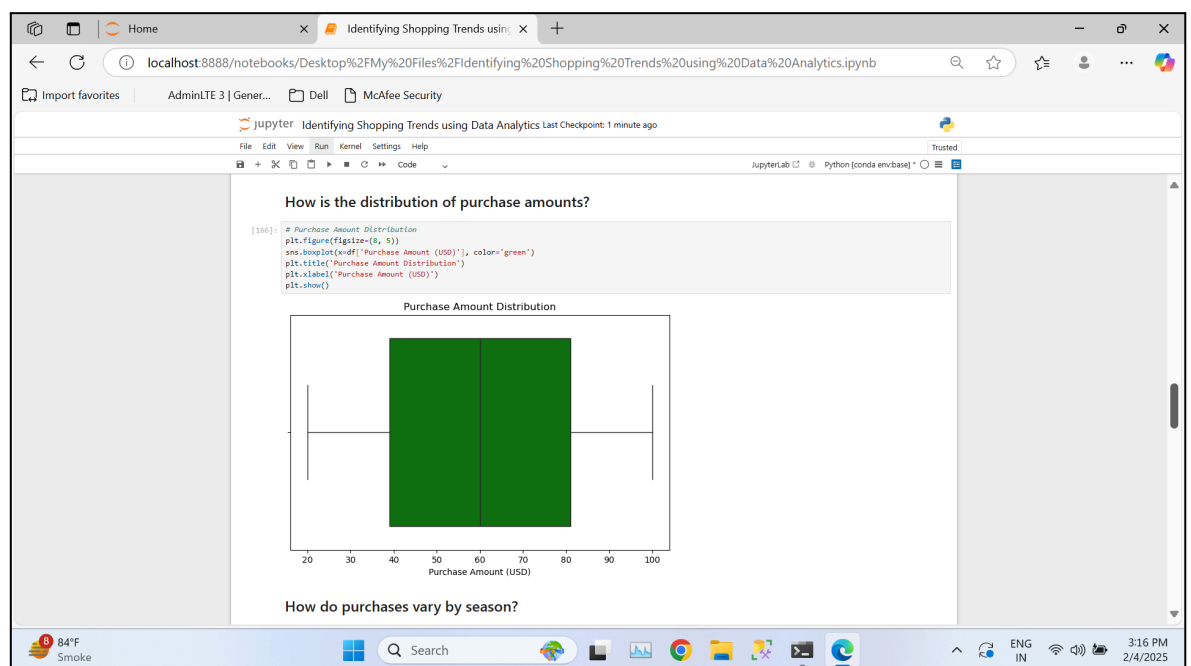 Home
Identifying Shopping Trends using
localhost:8888/notebooks/Desktop%2FMy%20Files%2FIdentifying%20Shopping%20Trends%20using%20Data%20Analytics.ipynb
Import favorites
AdminLTE 3 | Gener...
Dell
McAfee Security
jupyter Identifying Shopping Trends using Data Analytics Last Checkpoint: 1 minute ago
File Edit View Run Kernel Settings Help
Trusted
Code
JupyterLab
Python [conda env:base] *
How is the distribution of purchase amounts?
[166]:
# Purchase Amount Distribution
plt.figure(figsize=(8, 5))
sns.boxplot(x=df['Purchase Amount (USD)'], color='green')
plt.title('Purchase Amount Distribution')
plt.xlabel('Purchase Amount (USD)')
plt.show()
Purchase Amount Distribution
20 30 40 50 60 70 80 90 100
Purchase Amount (USD)
How do purchases vary by season?
8
84°F
Smoke
Search
ENG
IN
3:16 PM
2/4/2025